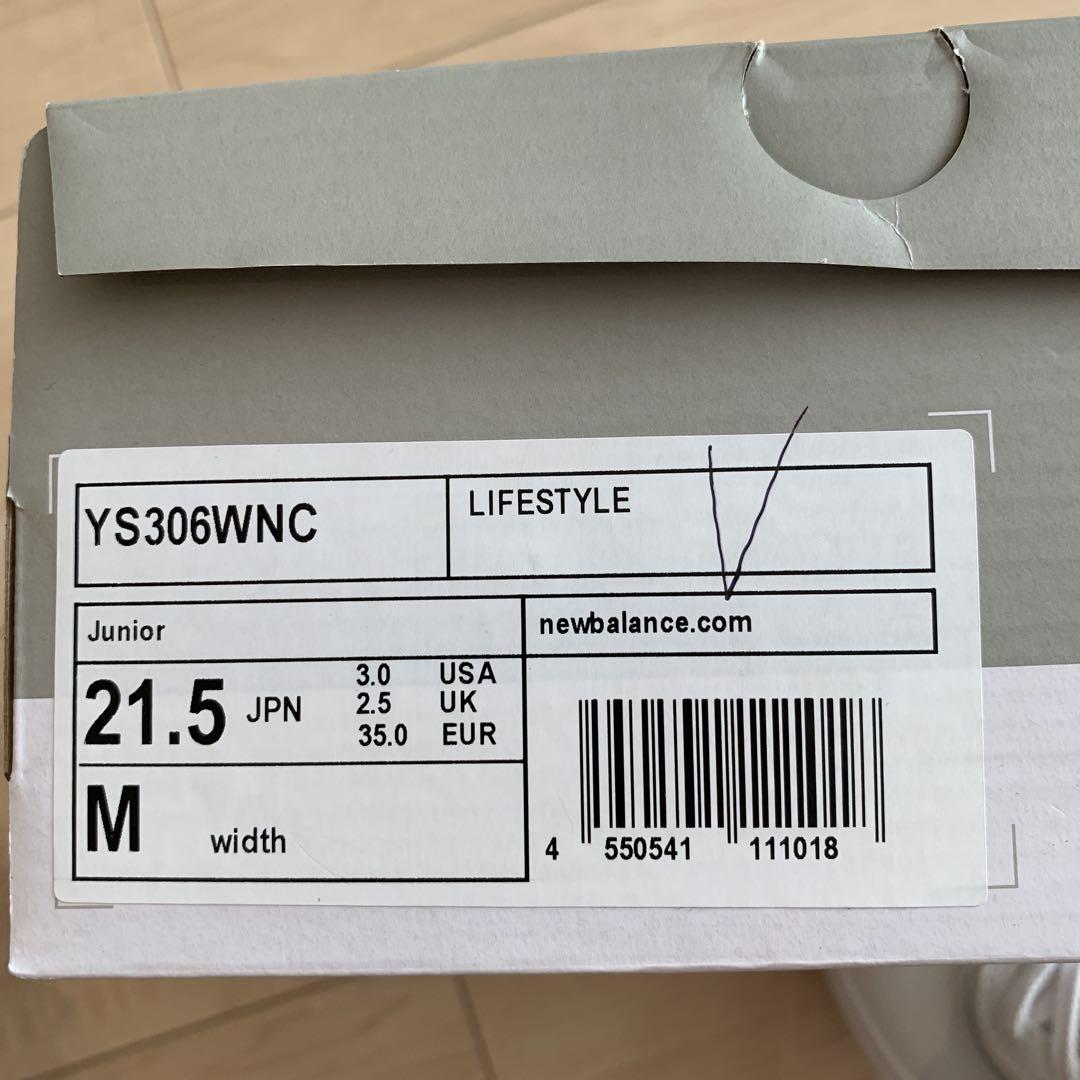 YS306WNC
LIFESTYLE
Junior
newbalance.com
21.5 JPN
3.0 USA
2.5 UK
35.0 EUR
M width
4 550541 111018